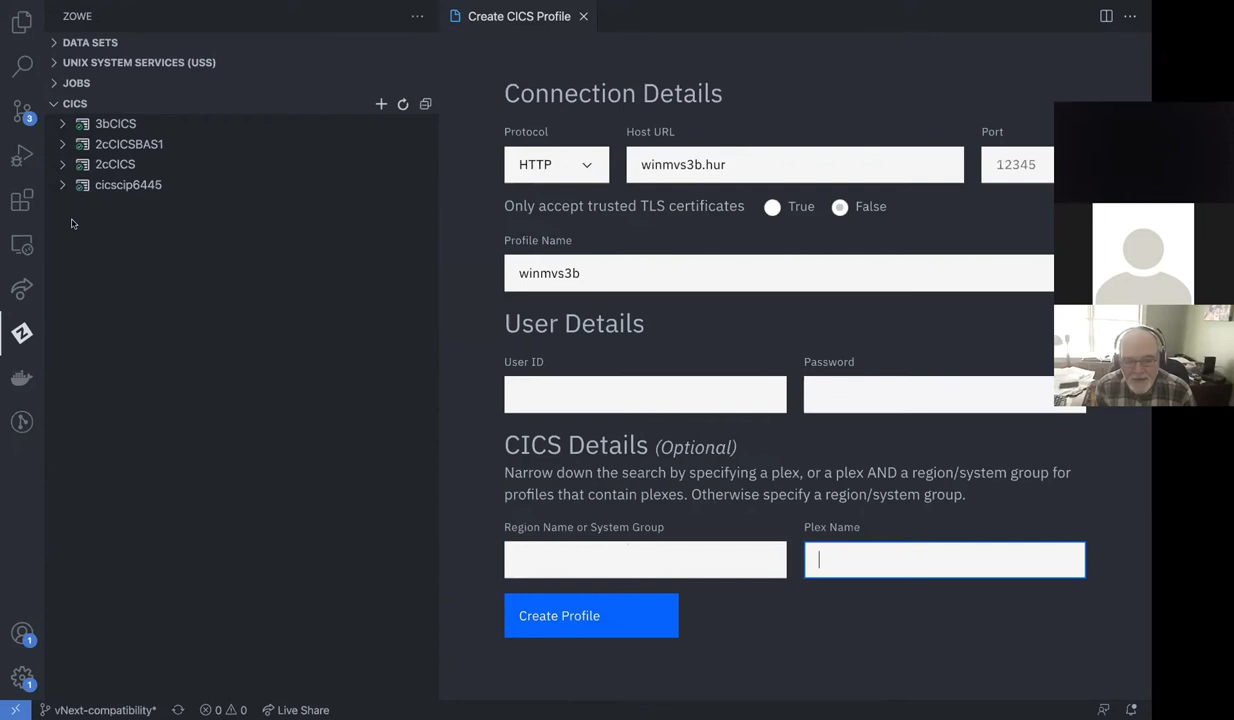 ZOWE
Create CICS Profile
DATA SETS
UNIX SYSTEM SERVICES (USS)
JOBS
CICS
3bCICS
2cCICSBAS1
2cCICS
cicscip6445
3
Connection Details
Protocol
Host URL
Port
HTTP
winmvs3b.hur
12345
Only accept trusted TLS certificates
True
False
Profile Name
winmvs3b
User Details
User ID
Password
CICS Details (Optional)
Narrow down the search by specifying a plex, or a plex AND a region/system group for
profiles that contain plexes. Otherwise specify a region/system group.
Region Name or System Group
Plex Name
Create Profile
1
1
vNext-compatibility*
0
0
Live Share